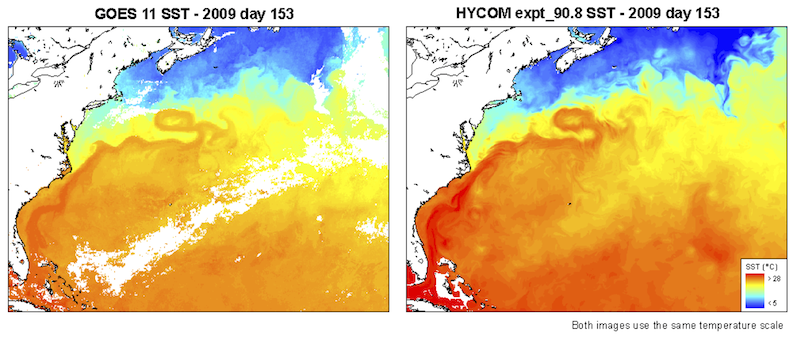 GOES 11 SST - 2009 day 153
HYCOM expt_90.8 SST - 2009 day 153
SST (°C)
> 28
< 5
Both images use the same temperature scale